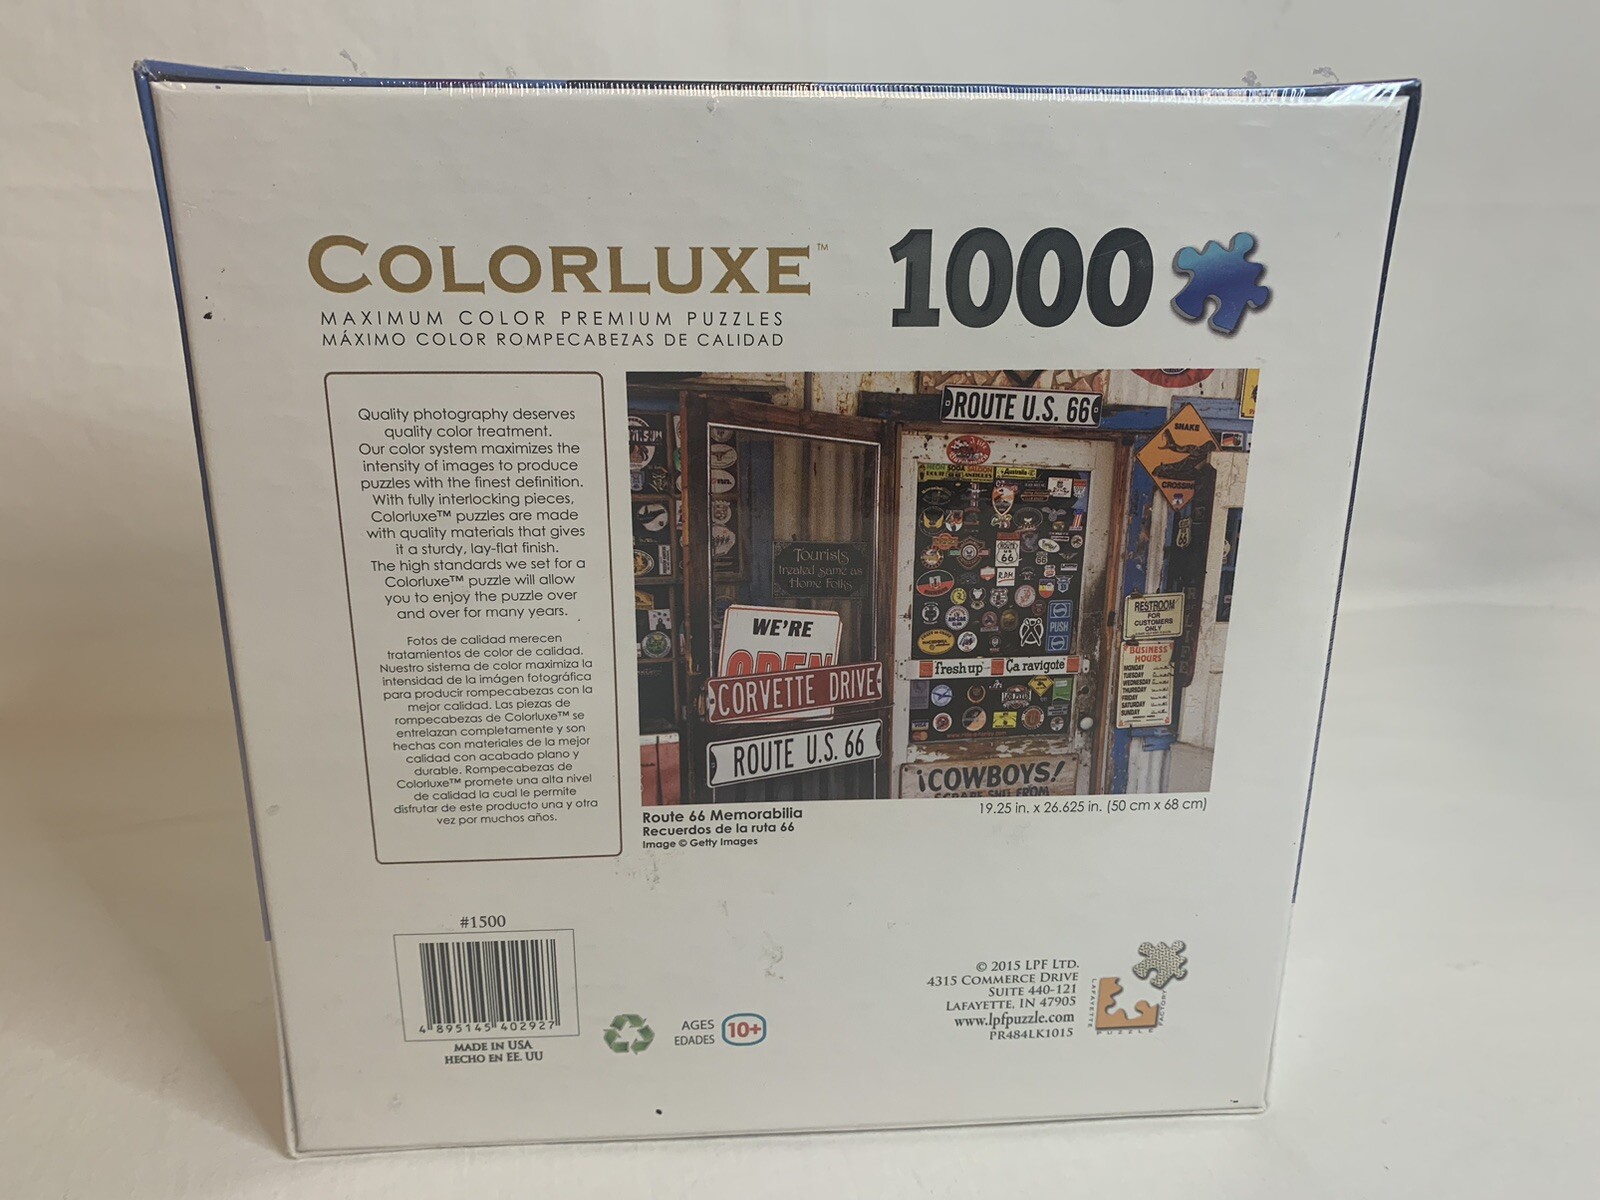 COLORLUXE™
MAXIMUM COLOR PREMIUM PUZZLES
MÁXIMO COLOR ROMPECABEZAS DE CALIDAD
1000
Quality photography deserves
quality color treatment.
Our color system maximizes the
intensity of images to produce
puzzles with the finest definition.
With fully interlocking pieces,
Colorluxe™ puzzles are made
with quality materials that gives
it a sturdy, lay-flat finish.
The high standards we set for a
Colorluxe™ puzzle will allow
you to enjoy the puzzle over
and over for many years.
Fotos de calidad merecen
tratamientos de color de calidad.
Nuestro sistema de color maximiza la
intensidad de la imágen fotográfica
para producir rompecabezas con la
mejor calidad. Las piezas de
rompecabezas de Colorluxe™ se
entrelazan completamente y son
hechas con materiales de la mejor
calidad con acabado plano y
durable. Rompecabezas de
Colorluxe™ promete una alta nivel
de calidad la cual le permite
disfrutar de este producto una y otra
vez por muchos años.
ROUTE U.S. 66
SNAKE
CROSSING
Tourists
treated same as
Home Folks
WE'RE
OPEN
CORVETTE DRIVE
ROUTE U.S. 66
NEON SODA SALOON
Australia
ROUTE
66
PUSH
fresh up
Ça ravigote
¡COWBOYS!
RESTROOM
FOR
CUSTOMERS
ONLY
BUSINESS
HOURS
MONDAY
TUESDAY
WEDNESDAY
THURSDAY
FRIDAY
SATURDAY
SUNDAY
Route 66 Memorabilia
Recuerdos de la ruta 66
Image © Getty Images
19.25 in. x 26.625 in. (50 cm x 68 cm)
#1500
4 895145 402927
MADE IN USA
HECHO EN EE. UU
AGES
EDADES
10+
© 2015 LPF LTD.
4315 COMMERCE DRIVE
SUITE 440-121
LAFAYETTE, IN 47905
www.lpfpuzzle.com
PR484LK1015
LAFAYETTE
PUZZLE
FACTORY